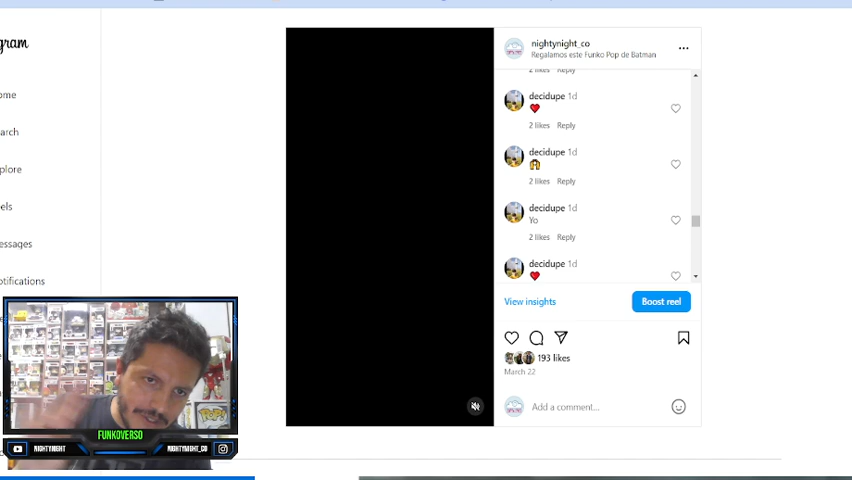 gram
nightynight_co
Regalamos este Funko Pop de Batman
2 likes Reply
decidupe 1d
2 likes Reply
decidupe 1d
2 likes Reply
decidupe 1d
Yo
2 likes Reply
decidupe 1d
ome
arch
plore
els
essages
otifications
View insights
Boost reel
193 likes
March 22
Add a comment...
POP!
FUNKOVERSO
NIGHTYNIGHT
NIGHTYNIGHT_CO